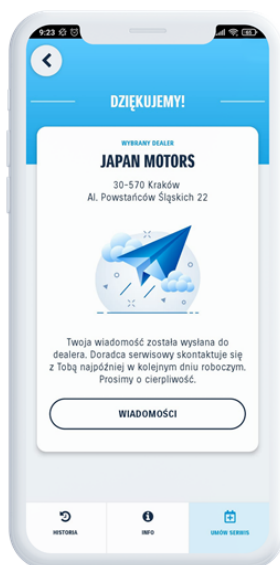 9:23
DZIĘKUJEMY!
WYBRANY DEALER
JAPAN MOTORS
30-570 Kraków
Al. Powstańców Śląskich 22
Twoja wiadomość została wysłana do
dealera. Doradca serwisowy skontaktuje się
z Tobą najpóźniej w kolejnym dniu roboczym.
Prosimy o cierpliwość.
WIADOMOŚCI
HISTORIA INFO UMÓW SERWIS